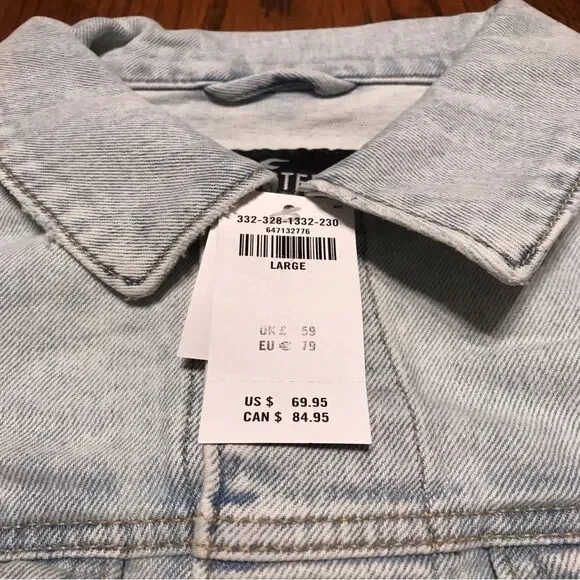 332-328-1332-230
647132776
LARGE
UK £ 59
EU € 79
US $ 69.95
CAN $ 84.95